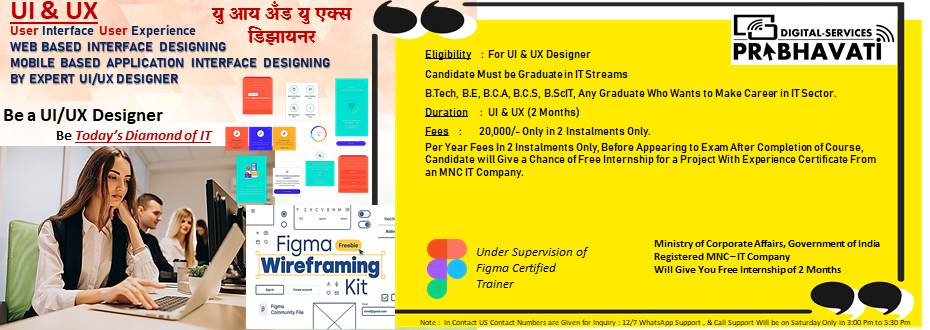 UI & UX
User Interface User Experience
WEB BASED INTERFACE DESIGNING
MOBILE BASED APPLICATION INTERFACE DESIGNING
BY EXPERT UI/UX DESIGNER
यु आय अँड यु एक्स
डिझायनर
Be a UI/UX Designer
Be Today's Diamond of IT
Figma
Freebie
Wireframing
Kit
Sign in
Create account
Figma
Community File
email@gmail.com
DIGITAL-SERVICES
PRABHAVATI
Eligibility : For UI & UX Designer
Candidate Must be Graduate in IT Streams
B.Tech, B.E, B.C.A, B.C.S, B.ScIT, Any Graduate Who Wants to Make Career in IT Sector.
Duration : UI & UX (2 Months)
Fees : 20,000/- Only in 2 Instalments Only.
Per Year Fees In 2 Instalments Only, Before Appearing to Exam After Completion of Course,
Candidate will Give a Chance of Free Internship for a Project With Experience Certificate From
an MNC IT Company.
Under Supervision of
Figma Certified
Trainer
Ministry of Corporate Affairs, Government of India
Registered MNC – IT Company
Will Give You Free Internship of 2 Months
Note : In Contact US Contact Numbers are Given for Inquiry : 12/7 WhatsApp Support , & Call Support Will be on Saturday Only in 3:00 Pm to 5:30 Pm